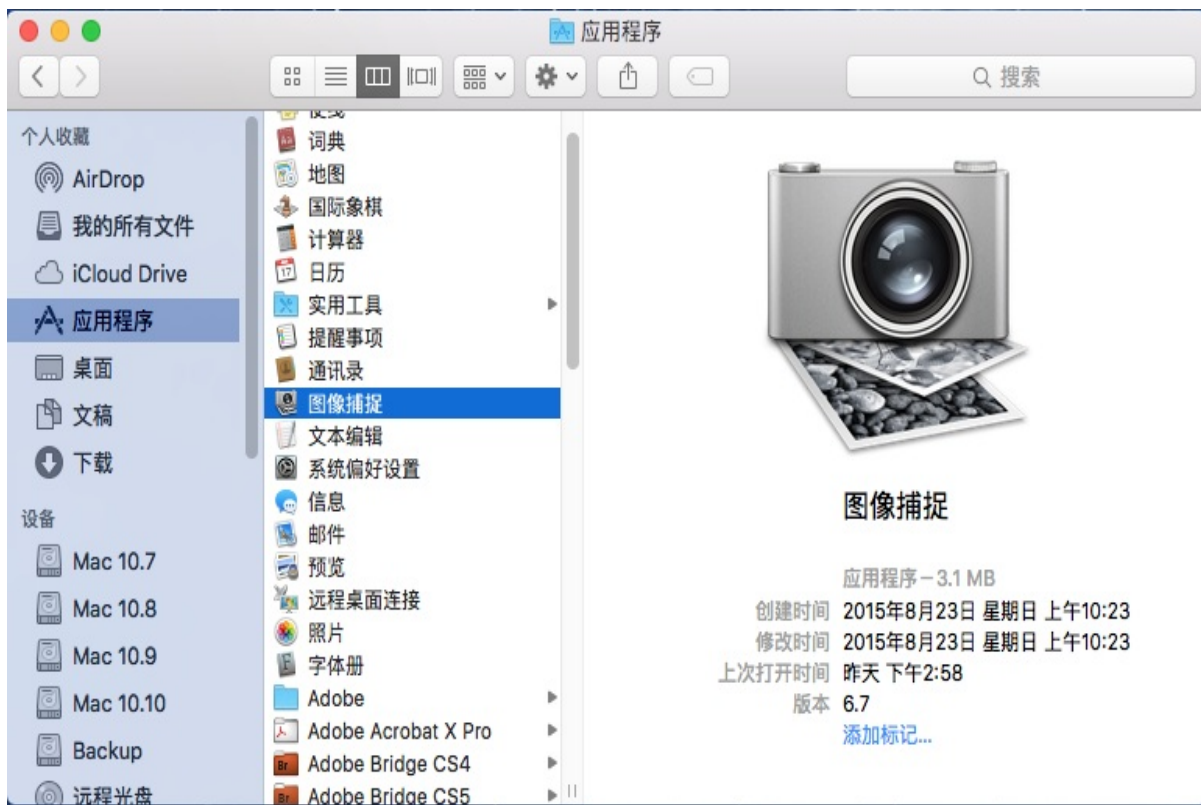 应用程序
搜索
个人收藏
AirDrop
我的所有文件
iCloud Drive
应用程序
桌面
文稿
下载
设备
Mac 10.7
Mac 10.8
Mac 10.9
Mac 10.10
Backup
远程光盘
便笺
词典
地图
国际象棋
计算器
17
日历
实用工具
提醒事项
通讯录
图像捕捉
文本编辑
系统偏好设置
信息
邮件
预览
远程桌面连接
照片
字体册
Adobe
Adobe Acrobat X Pro
Br Adobe Bridge CS4
Br Adobe Bridge CS5
图像捕捉
应用程序 – 3.1 MB
创建时间 2015年8月23日 星期日 上午10:23
修改时间 2015年8月23日 星期日 上午10:23
上次打开时间 昨天 下午2:58
版本 6.7
添加标记...